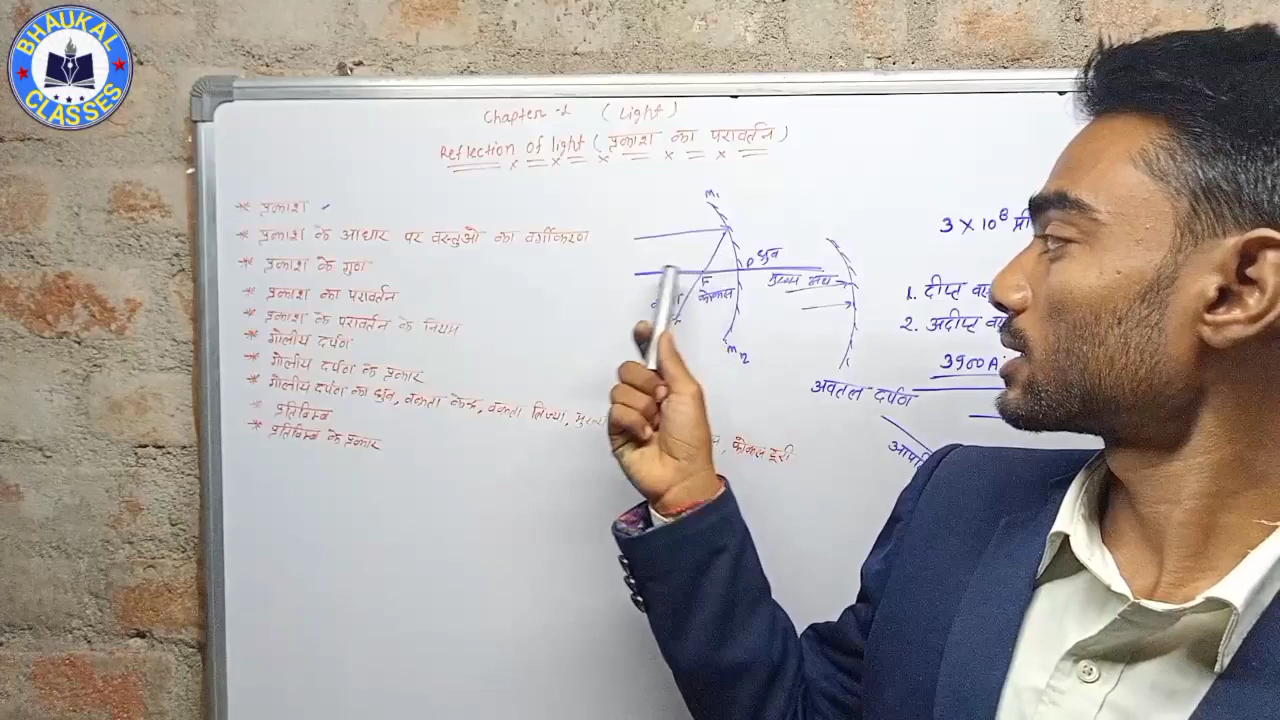 BHAUKAL
CLASSES
Chapter-1 (Light)
Reflection of light (प्रकाश का परावर्तन)
* प्रकाश
* प्रकाश के आधार पर वस्तुओ का वर्गीकरण
* प्रकाश के गुण
* प्रकाश का परावर्तन
* प्रकाश के परावर्तन के नियम
* गोलीय दर्पण
* गोलीय दर्पण के प्रकार
* गोलीय दर्पण का ध्रुव, वक्रता केन्द्र, वक्रता त्रिज्या,
, फोकस दूरी
* प्रतिबिम्ब
* प्रतिबिम्ब के प्रकार
M1
P ध्रुव
मुख्य अक्ष
F
फोकस
M2
3 X 10⁸ मी
1. दीप्त
2. अदीप्त
3900 A
अवतल दर्पण